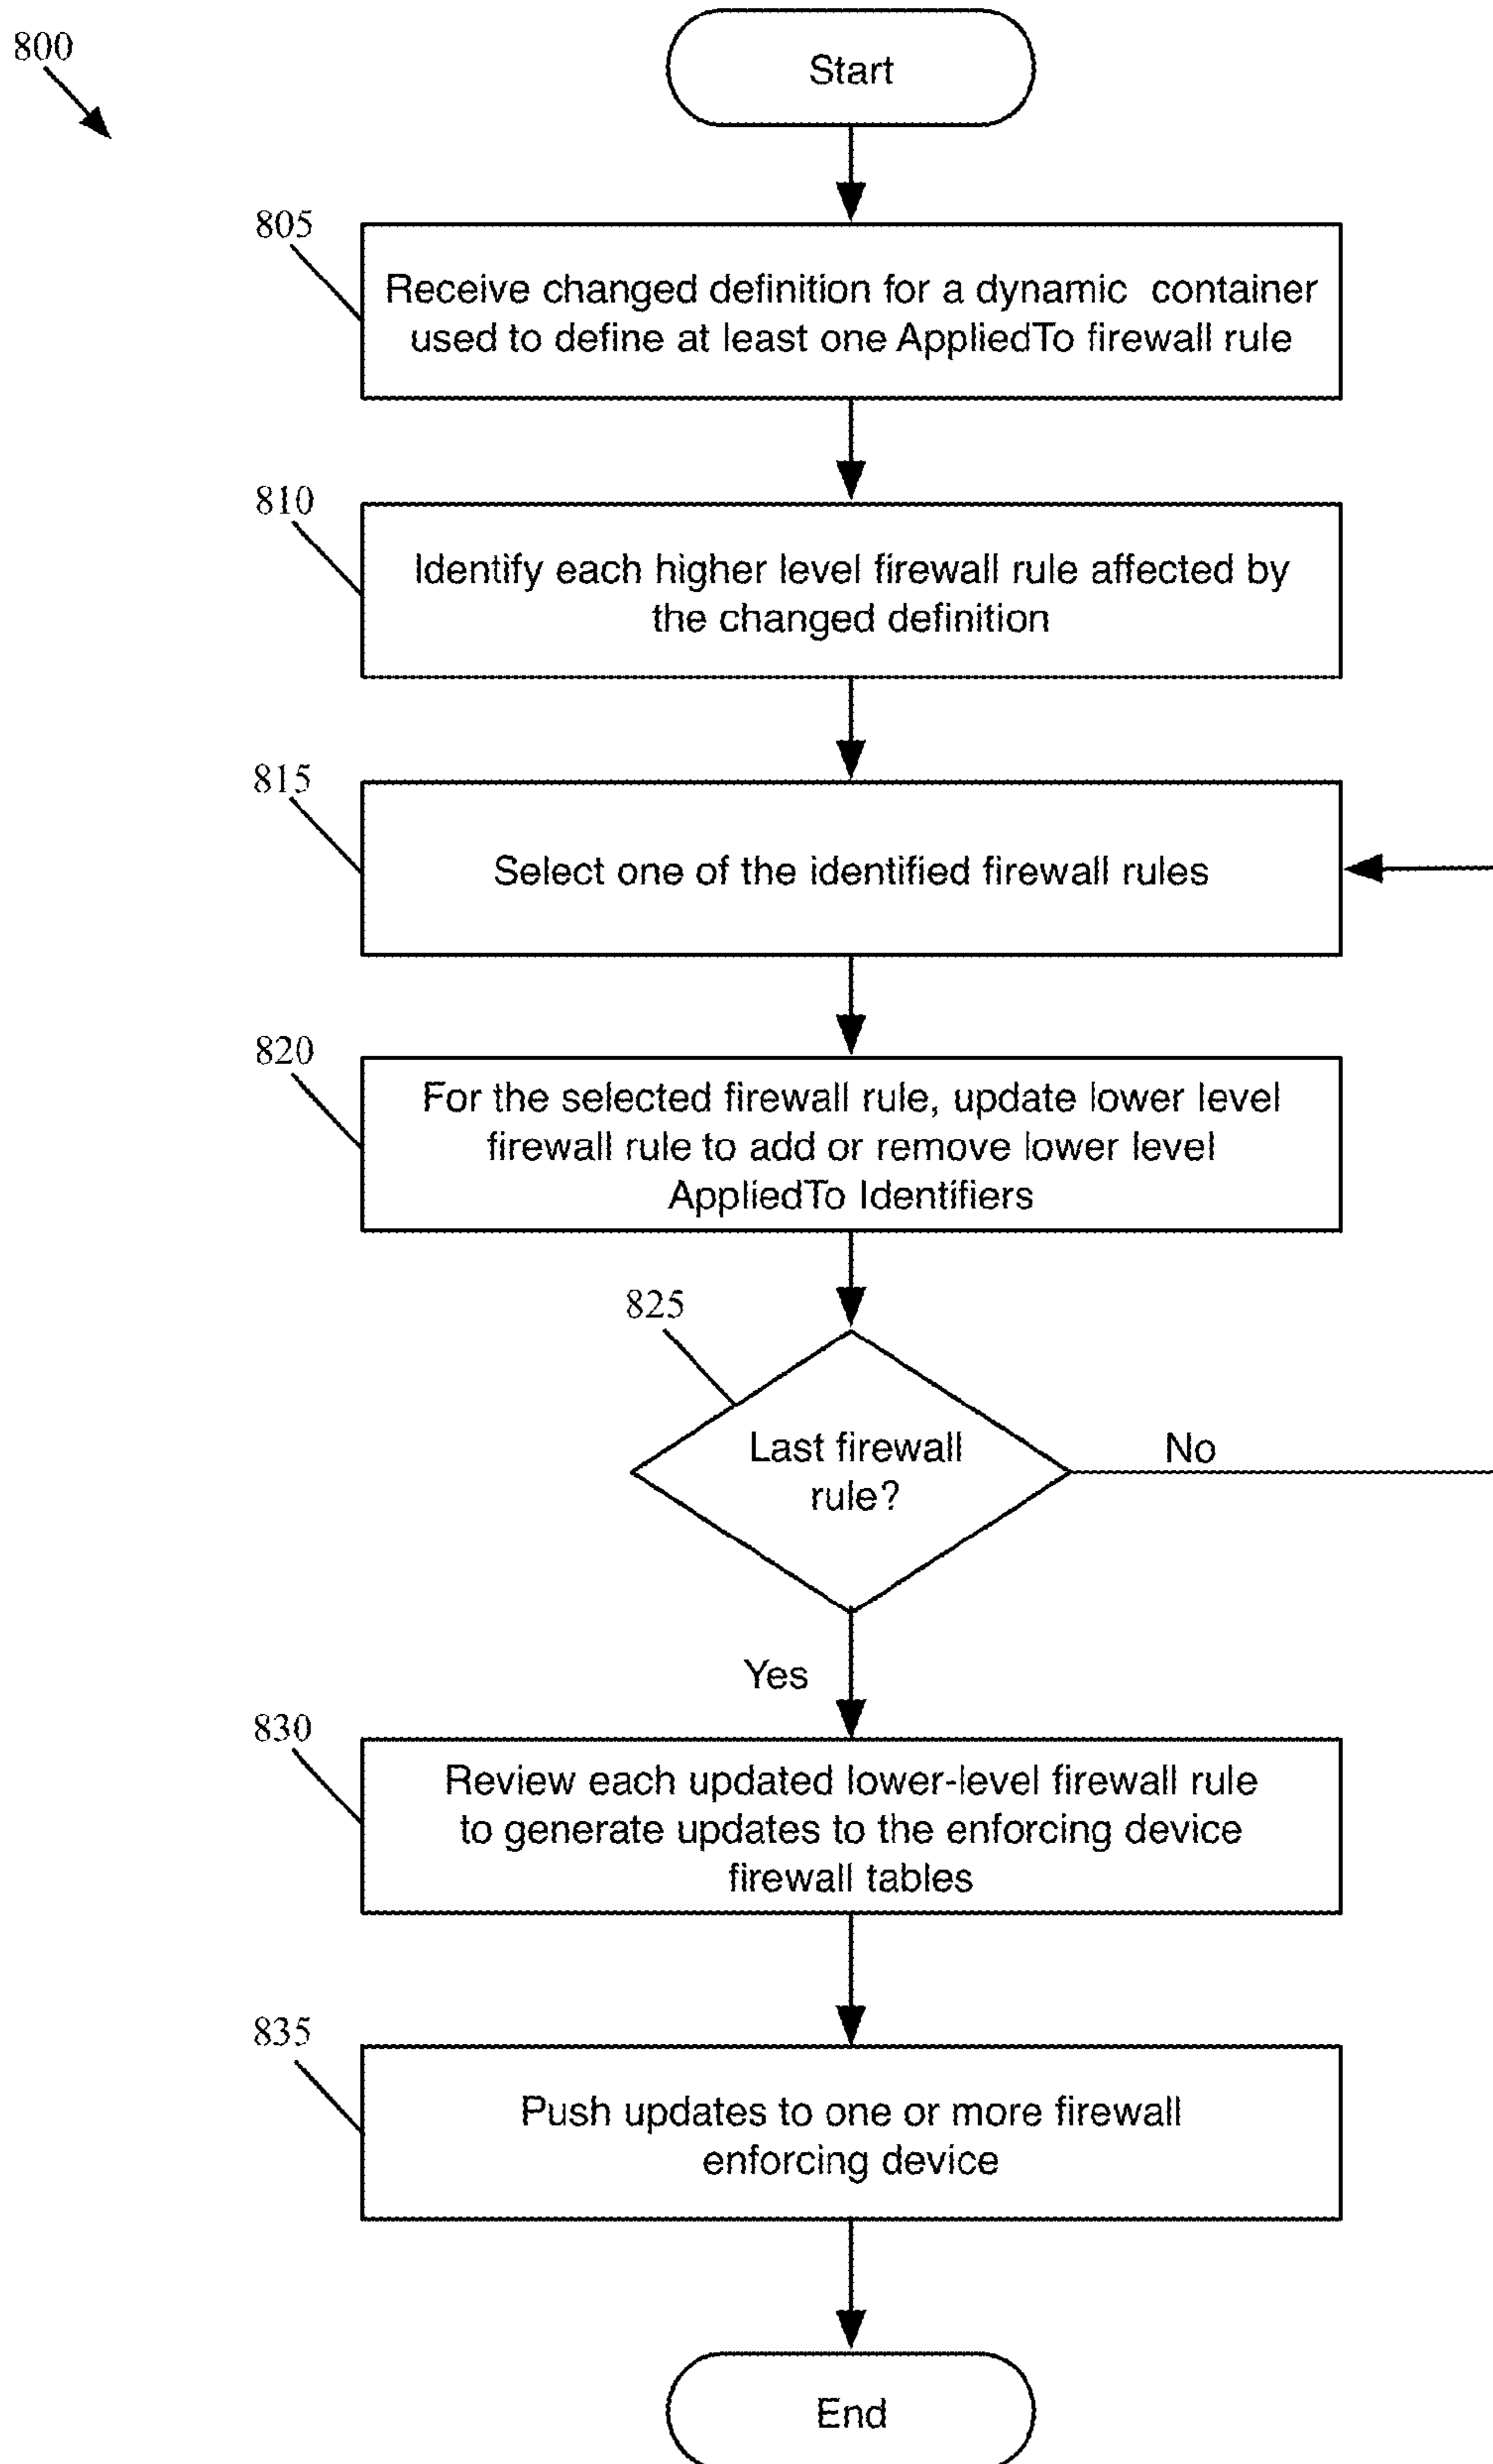 800
Start
805
Receive changed definition for a dynamic container
used to define at least one AppliedTo firewall rule
810
Identify each higher level firewall rule affected by
the changed definition
815
Select one of the identified firewall rules
820
For the selected firewall rule, update lower level
firewall rule to add or remove lower level
AppliedTo Identifiers
825
Last firewall
rule?
No
Yes
830
Review each updated lower-level firewall rule
to generate updates to the enforcing device
firewall tables
835
Push updates to one or more firewall
enforcing device
End